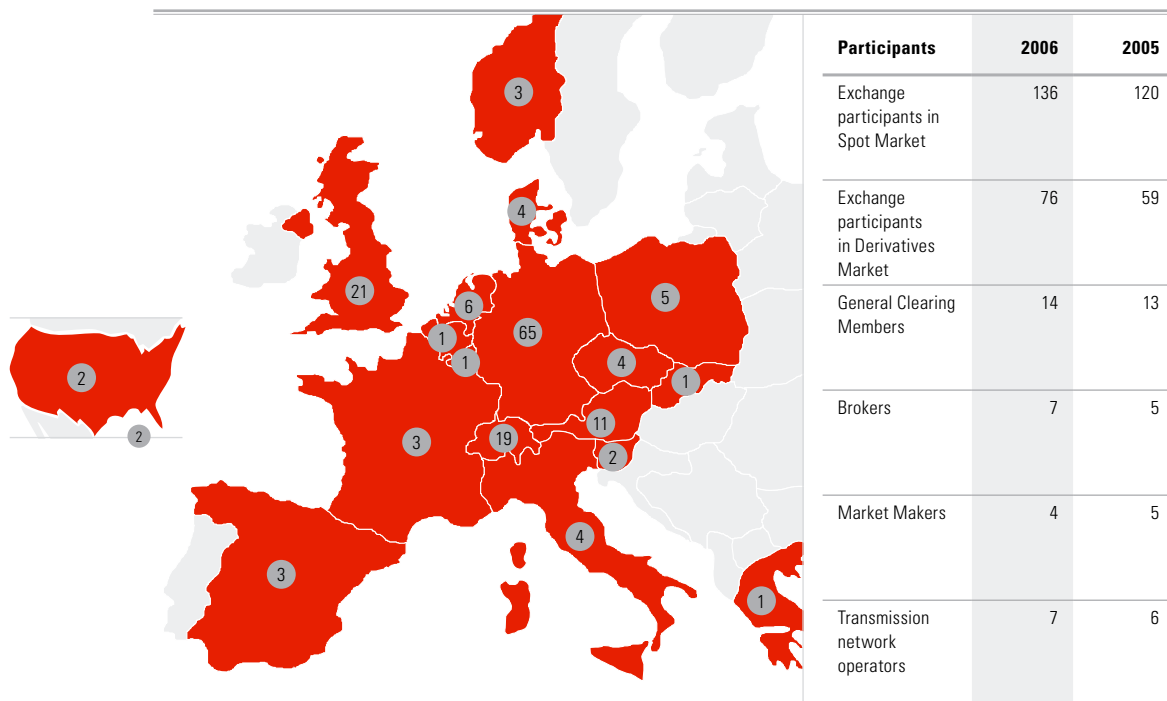 Participants 2006 2005
Exchange 136 120
participants in
Spot Market
Exchange 76 59
participants
in Derivatives
Market
General Clearing 14 13
Members
Brokers 7 5
Market Makers 4 5
Transmission 7 6
network
operators
3
4
21
6
5
65
1
1
4
1
2
2
11
19
3
2
4
3
1